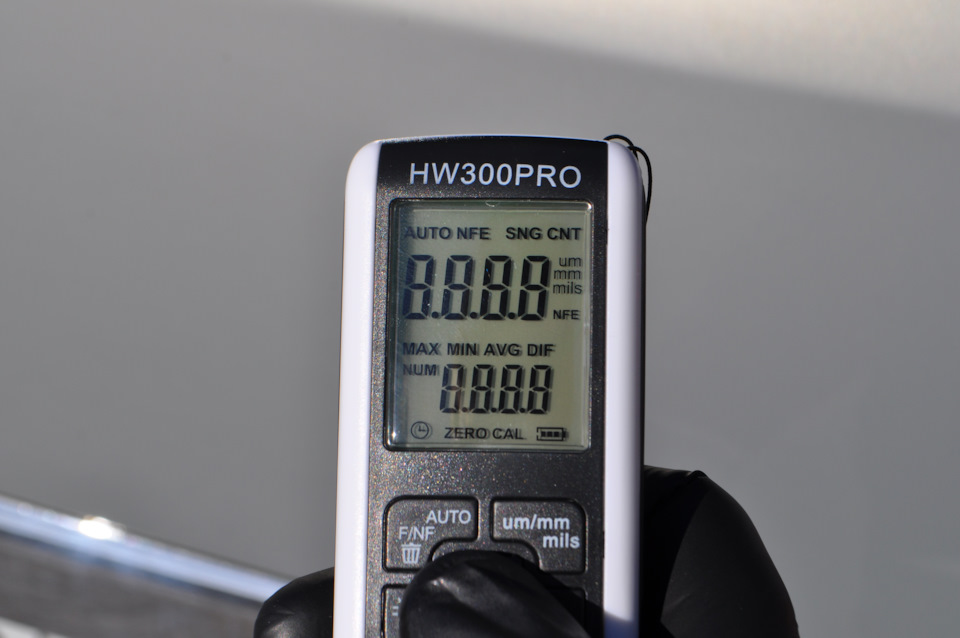 HW300PRO
AUTO NFE SNG CNT
8.8.8.8 um
mm
mils
NFE
MAX MIN AVG DIF
NUM 8.8.8.8
ZERO CAL
AUTO
F/NF
um/mm
mils